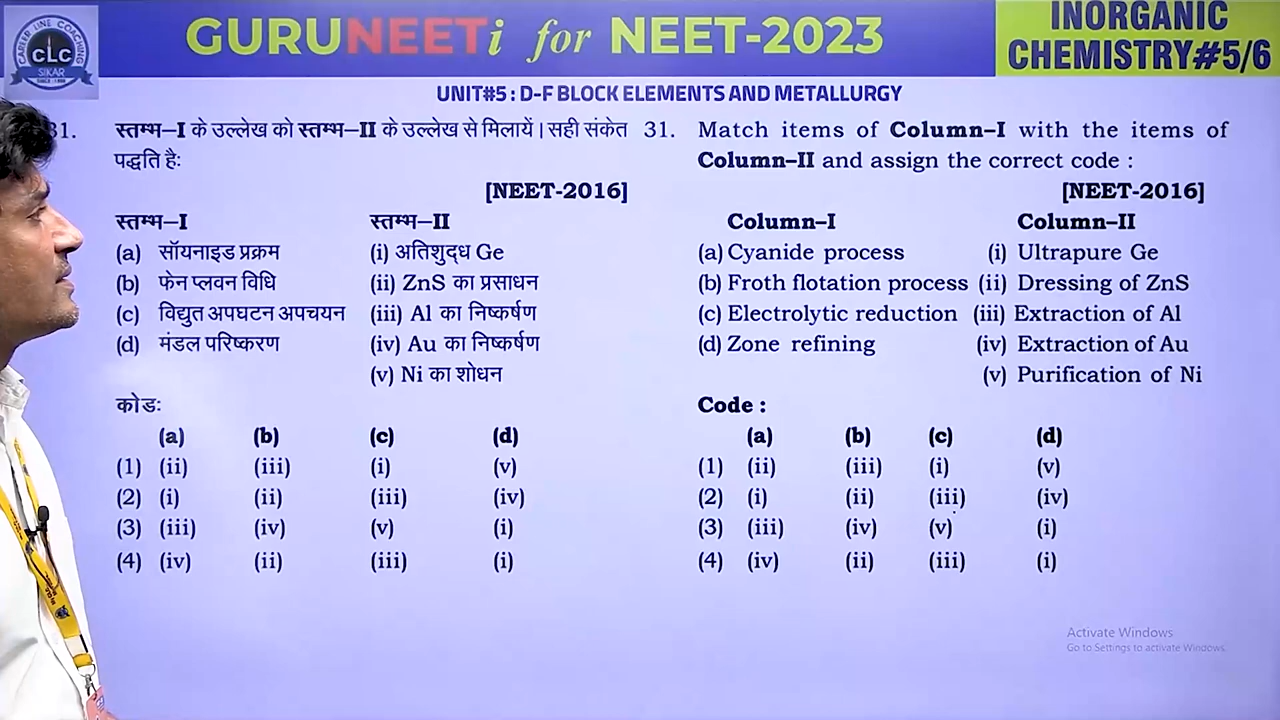 CAREER LINE COACHING
CLC
SIKAR
GURUNEETi for NEET-2023
INORGANIC
CHEMISTRY#5/6
UNIT#5 : D-F BLOCK ELEMENTS AND METALLURGY
31. स्तम्भ–I के उल्लेख को स्तम्भ–II के उल्लेख से मिलायें। सही संकेत
पद्धति हैः
[NEET-2016]
स्तम्भ–I स्तम्भ–II
(a) सॉयनाइड प्रक्रम (i) अतिशुद्ध Ge
(b) फेन प्लवन विधि (ii) ZnS का प्रसाधन
(c) विद्युत अपघटन अपचयन (iii) Al का निष्कर्षण
(d) मंडल परिष्करण (iv) Au का निष्कर्षण
(v) Ni का शोधन
कोडः
(a) (b) (c) (d)
(1) (ii) (iii) (i) (v)
(2) (i) (ii) (iii) (iv)
(3) (iii) (iv) (v) (i)
(4) (iv) (ii) (iii) (i)
31. Match items of Column–I with the items of
Column–II and assign the correct code :
[NEET-2016]
Column–I Column–II
(a) Cyanide process (i) Ultrapure Ge
(b) Froth flotation process (ii) Dressing of ZnS
(c) Electrolytic reduction (iii) Extraction of Al
(d) Zone refining (iv) Extraction of Au
(v) Purification of Ni
Code :
(a) (b) (c) (d)
(1) (ii) (iii) (i) (v)
(2) (i) (ii) (iii) (iv)
(3) (iii) (iv) (v) (i)
(4) (iv) (ii) (iii) (i)
Activate Windows
Go to Settings to activate Windows.